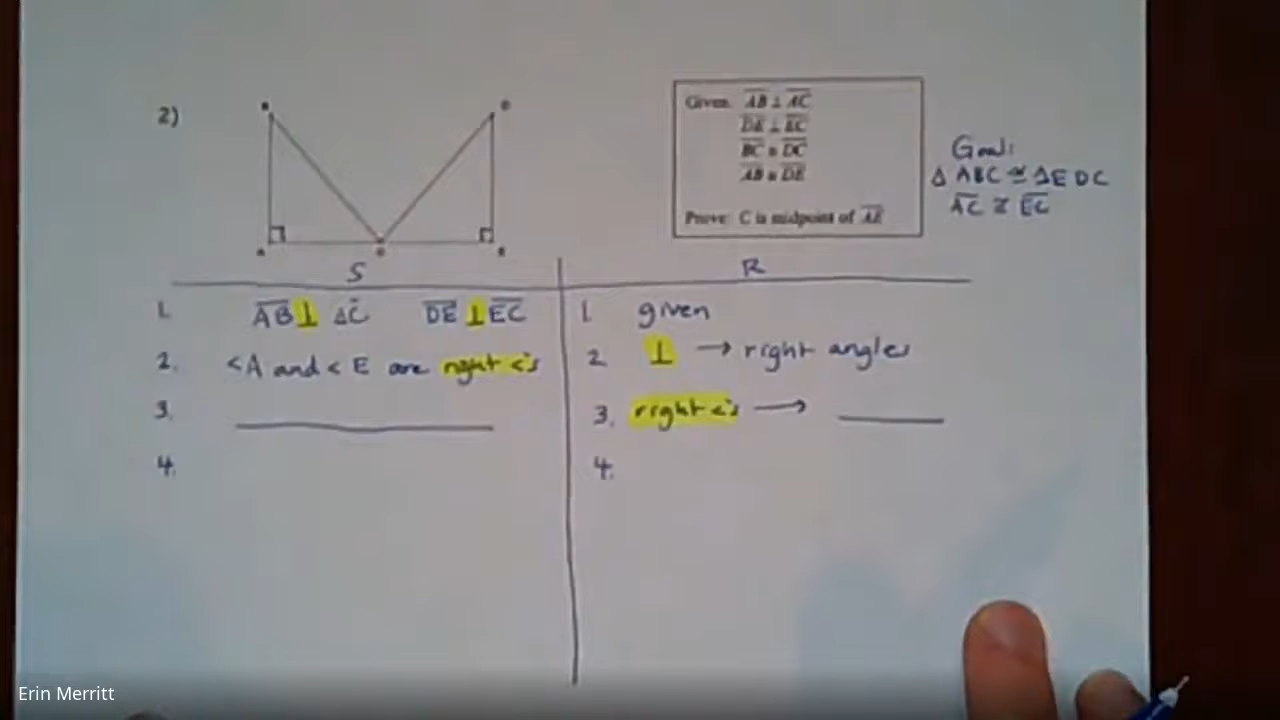 2)
Given: AB ⊥ AC
DE ⊥ EC
BC ≅ DC
AB ≅ DE
Prove: C is midpoint of AE
Goal:
Δ ABC ≅ ΔEDC
AC ≅ EC
A C E
S R
1. AB ⊥ AC DE ⊥ EC 1. given
2. <A and < E are right <'s 2 ⊥ → right angles
3. 3. right <'s →
4. 4.
Erin Merritt